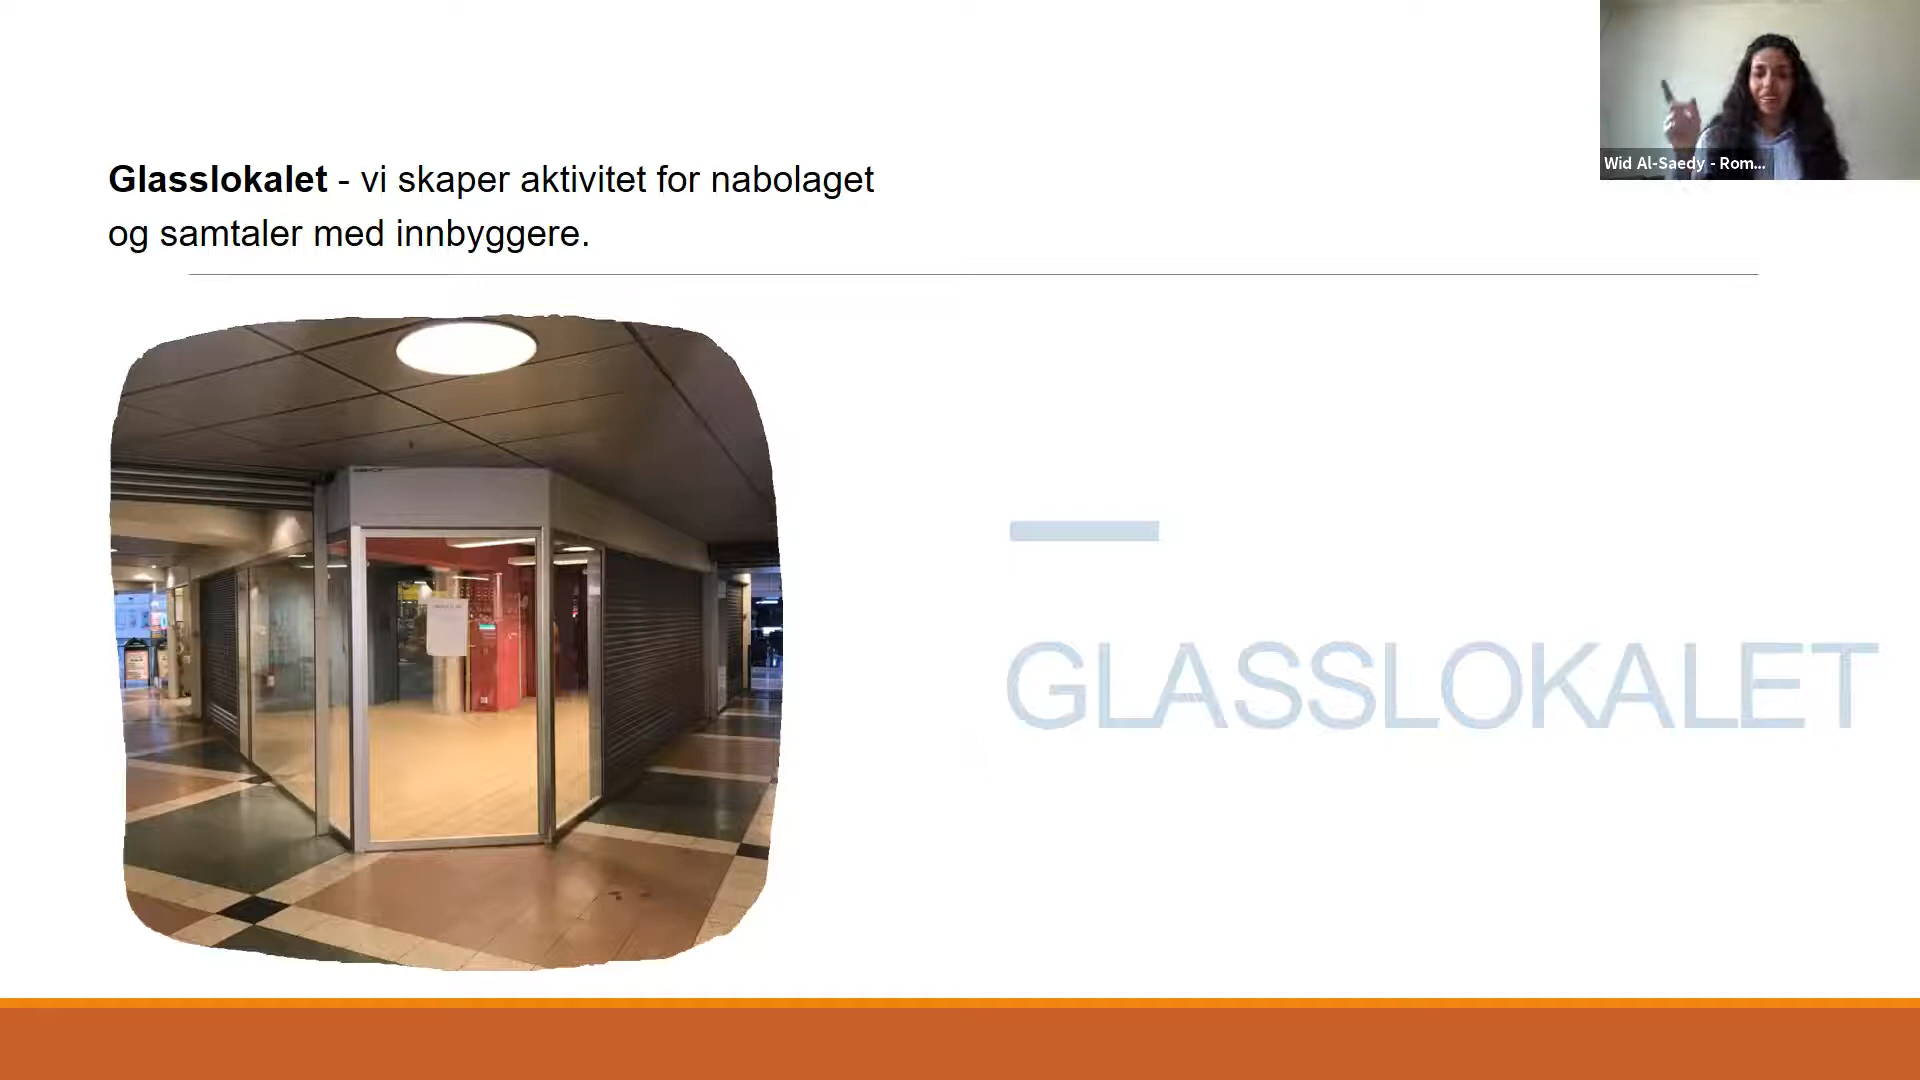 Glasslokalet - vi skaper aktivitet for nabolaget
og samtaler med innbyggere.
Wid Al-Saedy - Rom...
GLASSLOKALET